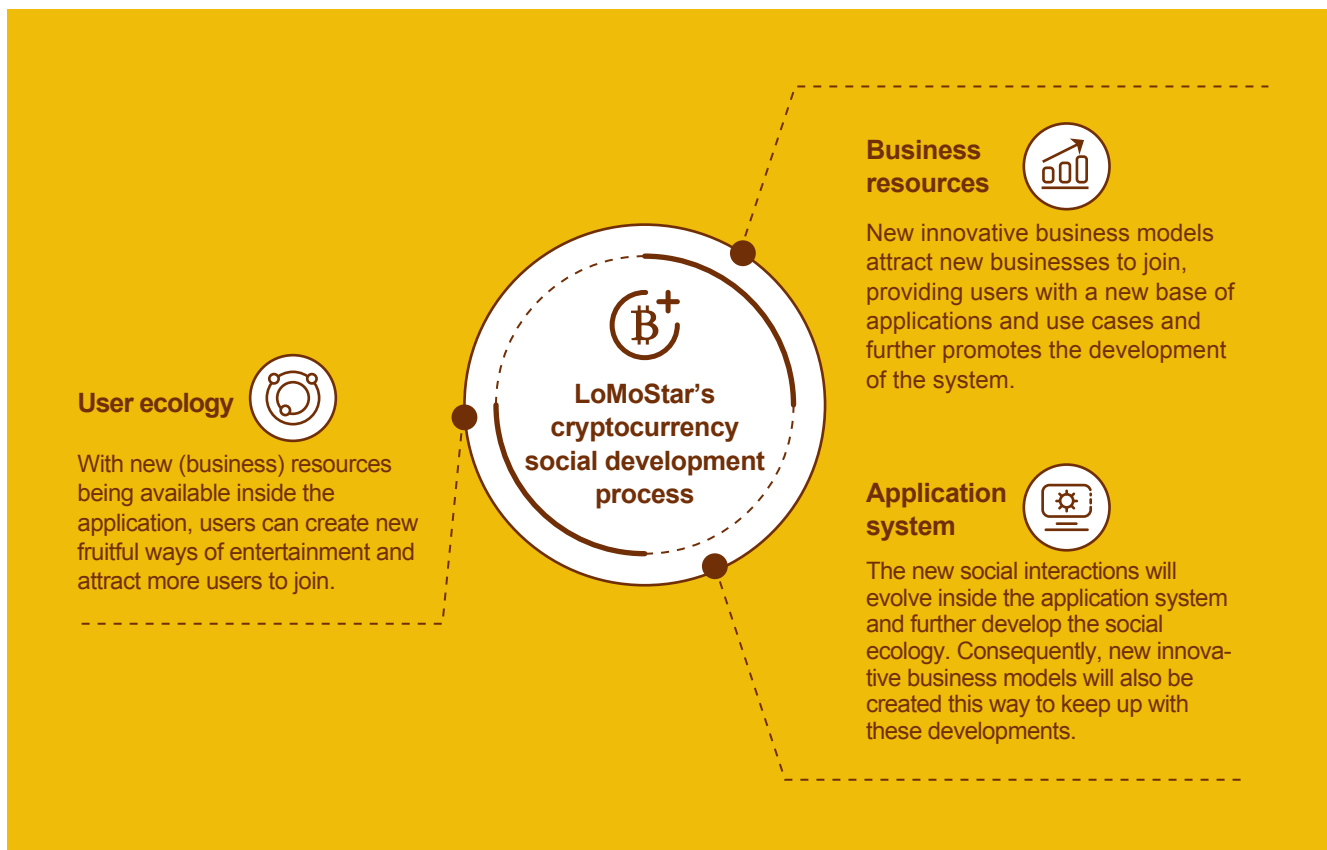 Business
resources
New innovative business models
attract new businesses to join,
providing users with a new base of
applications and use cases and
further promotes the development
of the system.
LoMoStar's
cryptocurrency
social development
process
User ecology
With new (business) resources
being available inside the
application, users can create new
fruitful ways of entertainment and
attract more users to join.
Application
system
The new social interactions will
evolve inside the application system
and further develop the social
ecology. Consequently, new innova-
tive business models will also be
created this way to keep up with
these developments.